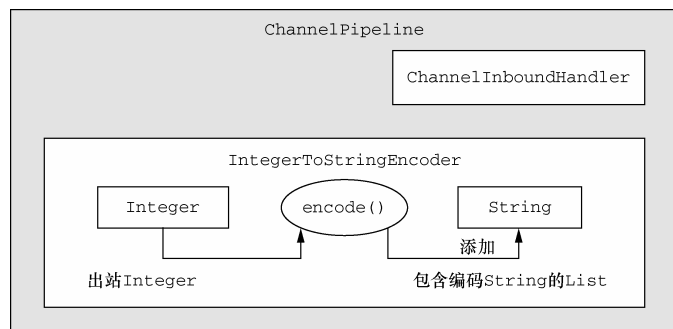 ChannelPipeline
ChannelInboundHandler
IntegerToStringEncoder
Integer
encode()
String
添加
出站Integer
包含编码String的List